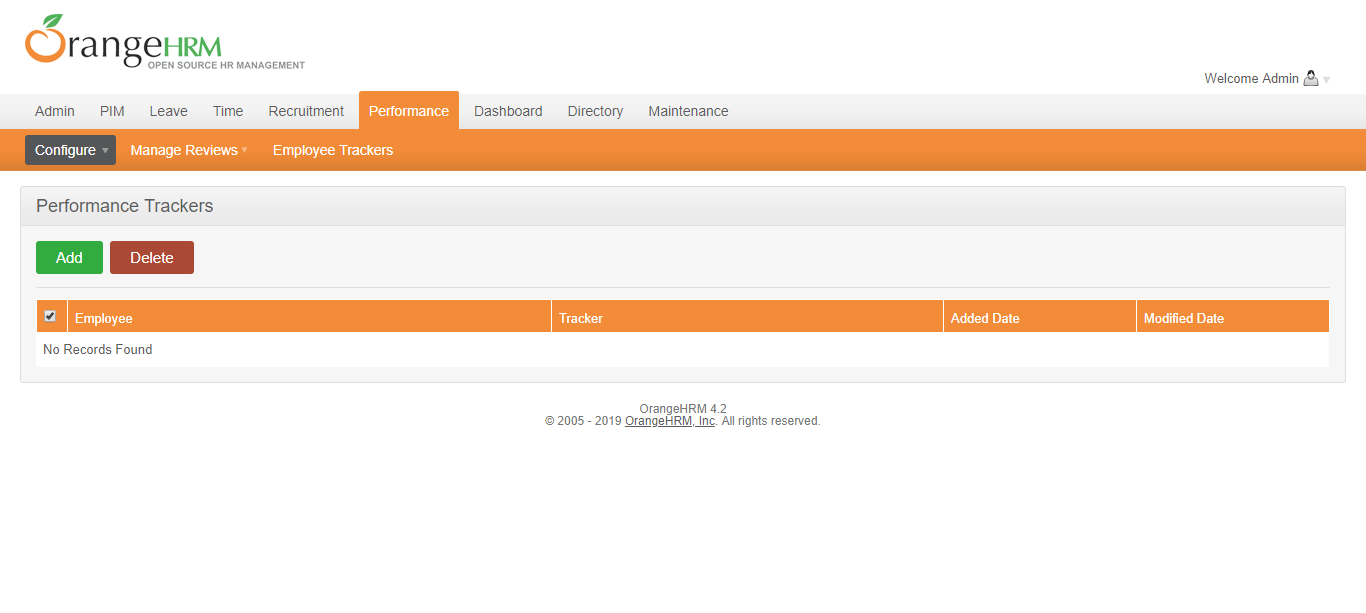 OrangeHRM
OPEN SOURCE HR MANAGEMENT
Welcome Admin
Admin PIM Leave Time Recruitment Performance Dashboard Directory Maintenance
Configure Manage Reviews Employee Trackers
Performance Trackers
Add Delete
Employee Tracker Added Date Modified Date
No Records Found
OrangeHRM 4.2
© 2005 - 2019 OrangeHRM, Inc. All rights reserved.